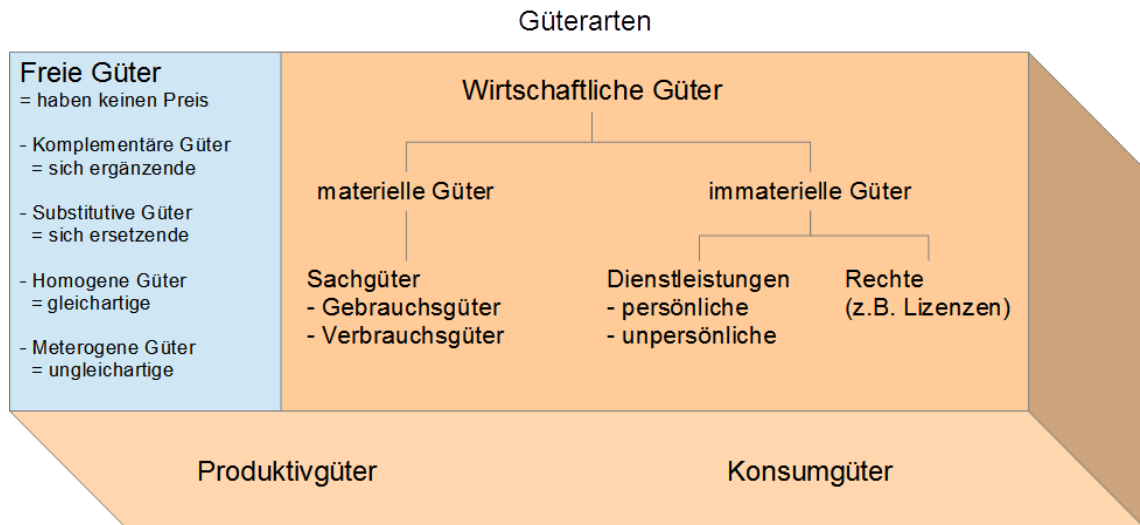 Güterarten
Freie Güter
= haben keinen Preis
- Komplementäre Güter
= sich ergänzende
- Substitutive Güter
= sich ersetzende
- Homogene Güter
= gleichartige
- Meterogene Güter
= ungleichartige
Wirtschaftliche Güter
materielle Güter
immaterielle Güter
Sachgüter
- Gebrauchsgüter
- Verbrauchsgüter
Dienstleistungen
- persönliche
- unpersönliche
Rechte
(z.B. Lizenzen)
Produktivgüter
Konsumgüter